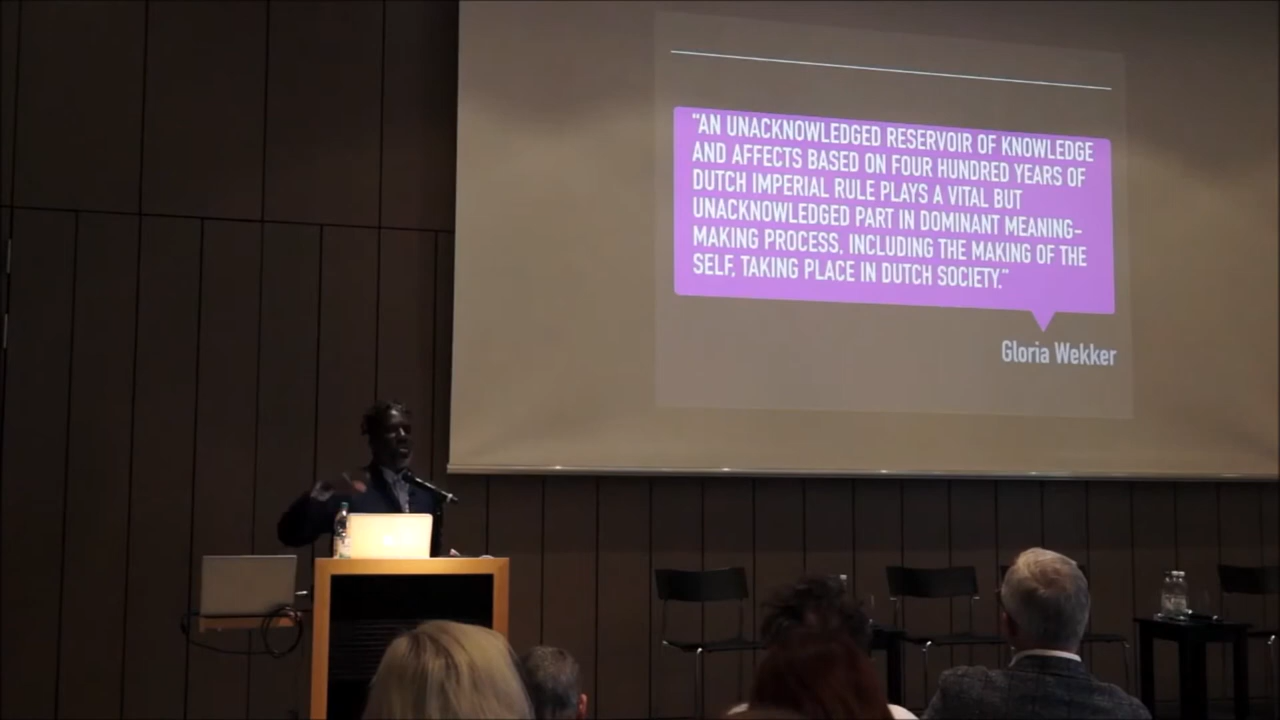 "AN UNACKNOWLEDGED RESERVOIR OF KNOWLEDGE
AND AFFECTS BASED ON FOUR HUNDRED YEARS OF
DUTCH IMPERIAL RULE PLAYS A VITAL BUT
UNACKNOWLEDGED PART IN DOMINANT MEANING-
MAKING PROCESS, INCLUDING THE MAKING OF THE
SELF, TAKING PLACE IN DUTCH SOCIETY."
Gloria Wekker